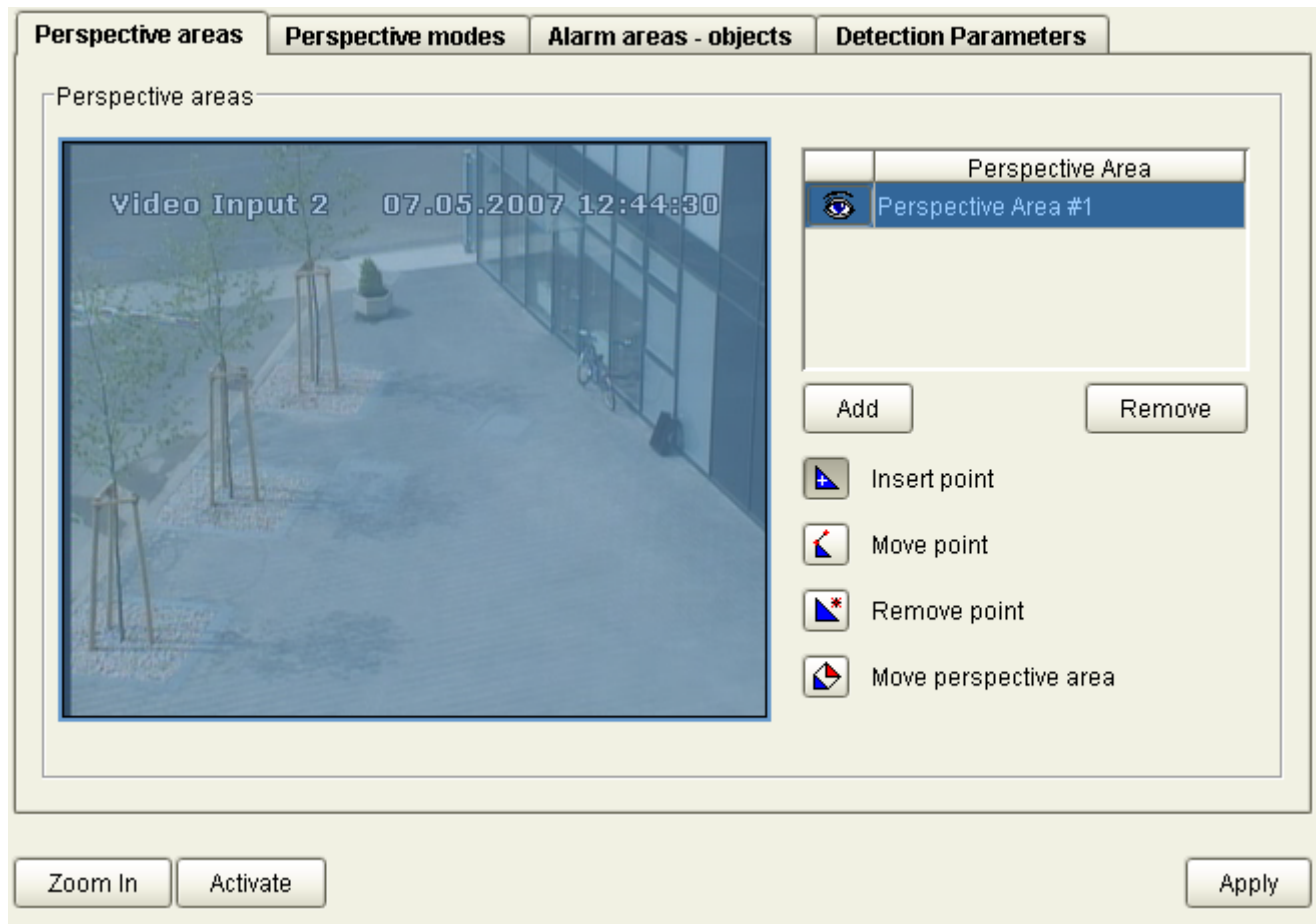 Perspective areas Perspective modes Alarm areas - objects Detection Parameters
Perspective areas
Video Input 2 07.05.2007 12:44:30
Perspective Area
Perspective Area #1
Add Remove
Insert point
Move point
Remove point
Move perspective area
Zoom In Activate Apply